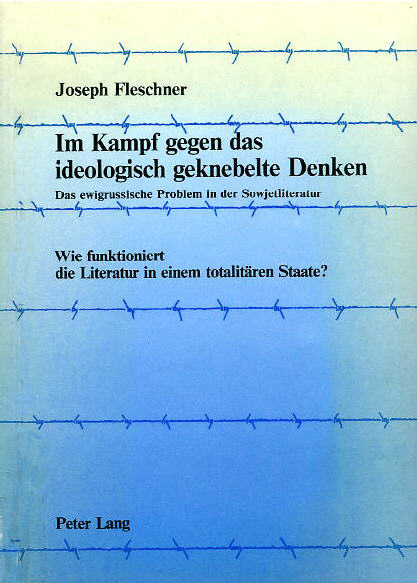 Joseph Fleschner
Im Kampf gegen das
ideologisch geknebelte Denken
Das ewigrussische Problem in der Sowjetliteratur
Wie funktioniert
die Literatur in einem totalitären Staate?
Peter Lang